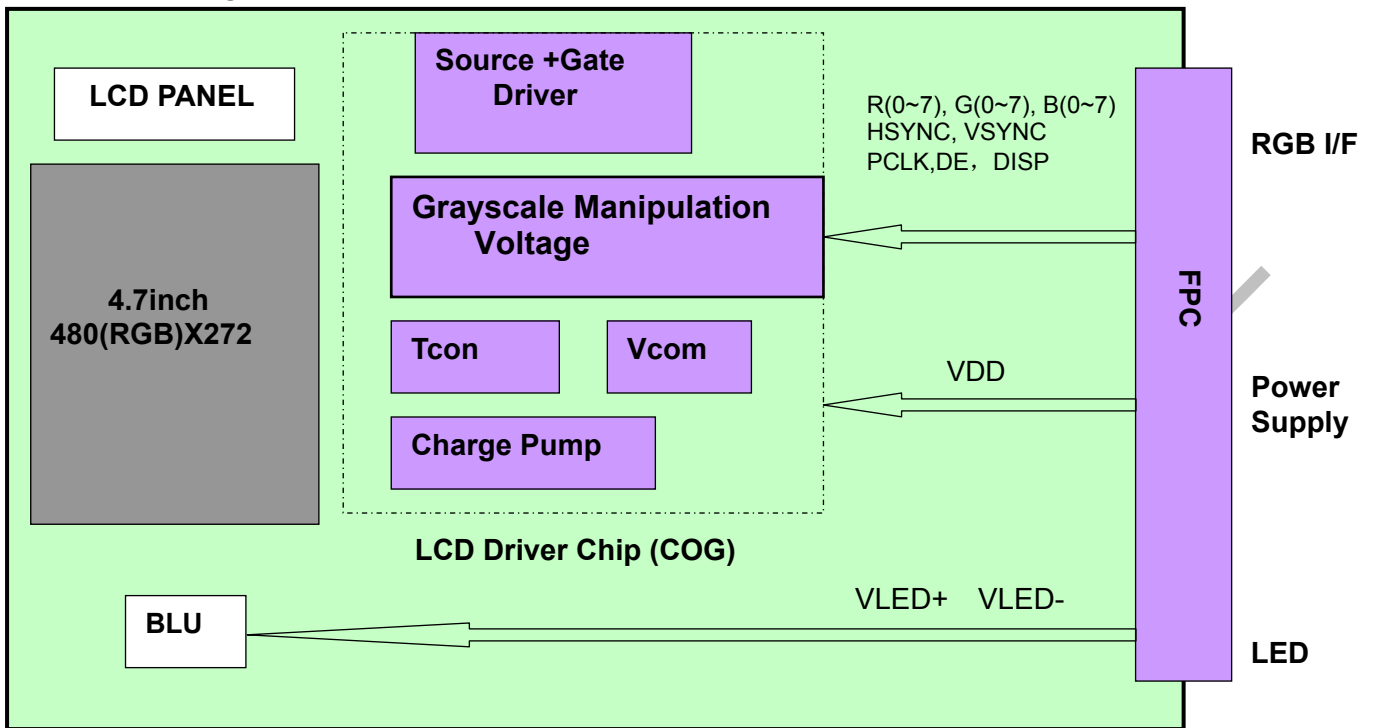 LCD PANEL
4.7inch
480(RGB)X272
Source +Gate
Driver
Grayscale Manipulation
Voltage
Tcon
Vcom
Charge Pump
LCD Driver Chip (COG)
BLU
R(0~7), G(0~7), B(0~7)
HSYNC, VSYNC
PCLK,DE，DISP
VDD
VLED+ VLED-
FPC
RGB I/F
Power
Supply
LED